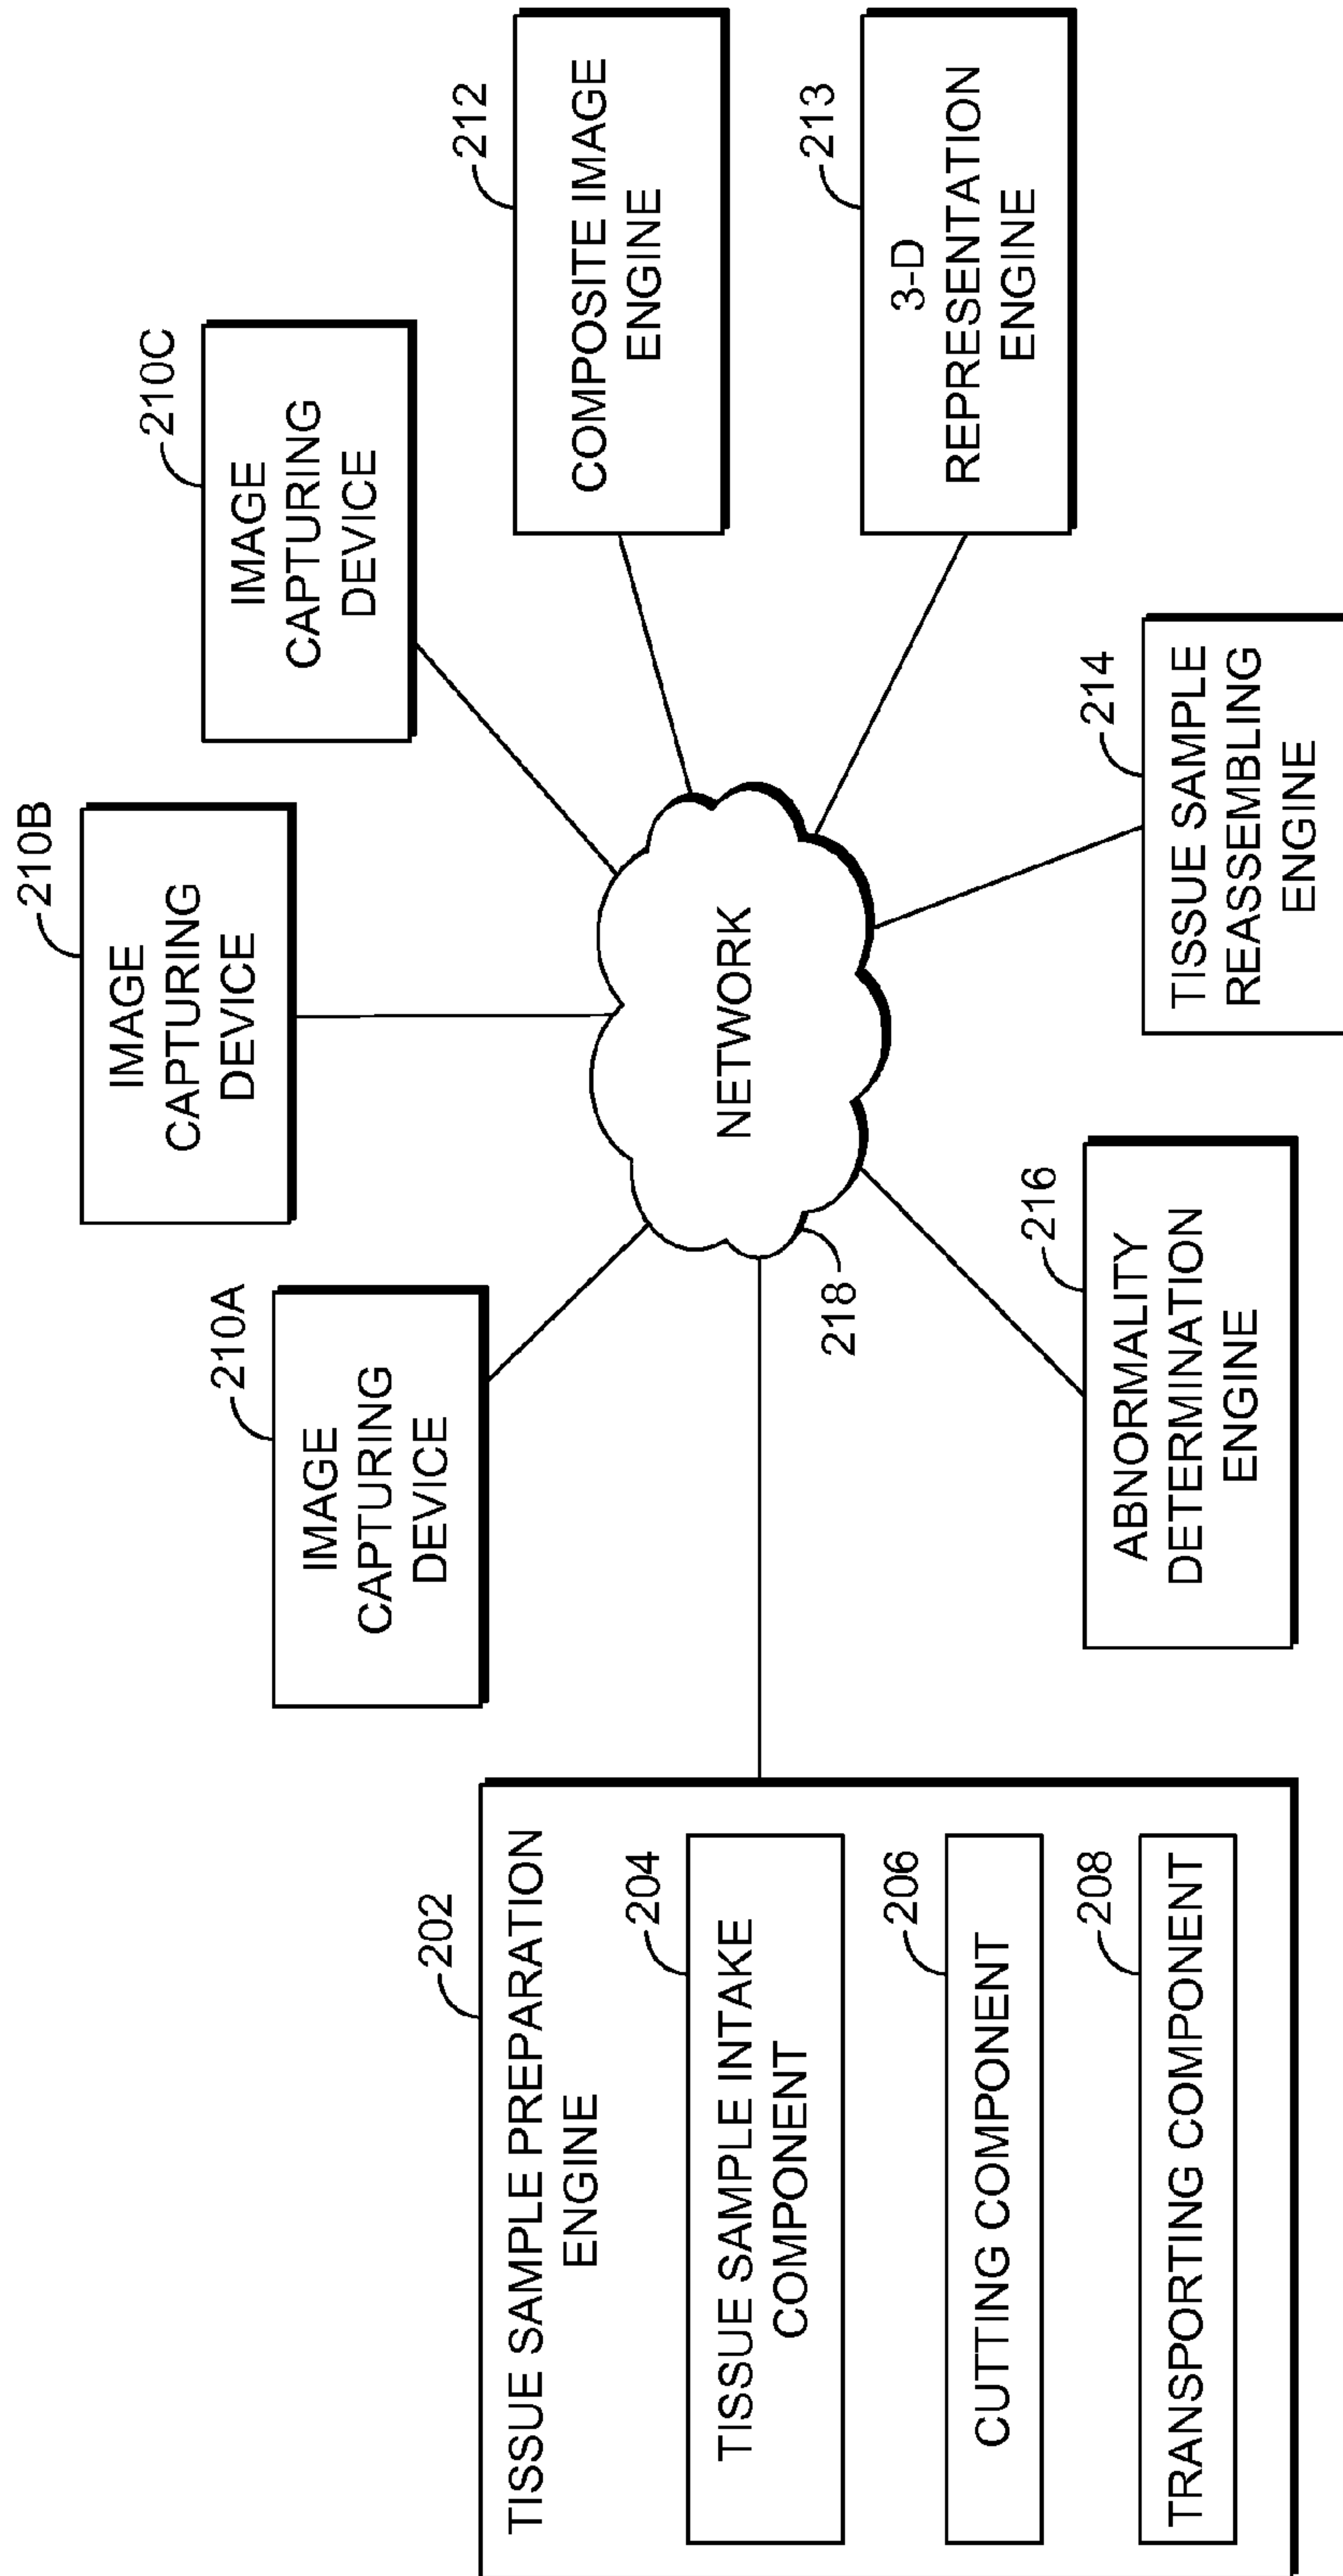 202
TISSUE SAMPLE PREPARATION
ENGINE
204
TISSUE SAMPLE INTAKE
COMPONENT
206
CUTTING COMPONENT
208
TRANSPORTING COMPONENT
210A
IMAGE
CAPTURING
DEVICE
210B
IMAGE
CAPTURING
DEVICE
210C
IMAGE
CAPTURING
DEVICE
212
COMPOSITE IMAGE
ENGINE
213
3-D
REPRESENTATION
ENGINE
214
TISSUE SAMPLE
REASSEMBLING
ENGINE
216
ABNORMALITY
DETERMINATION
ENGINE
NETWORK
218